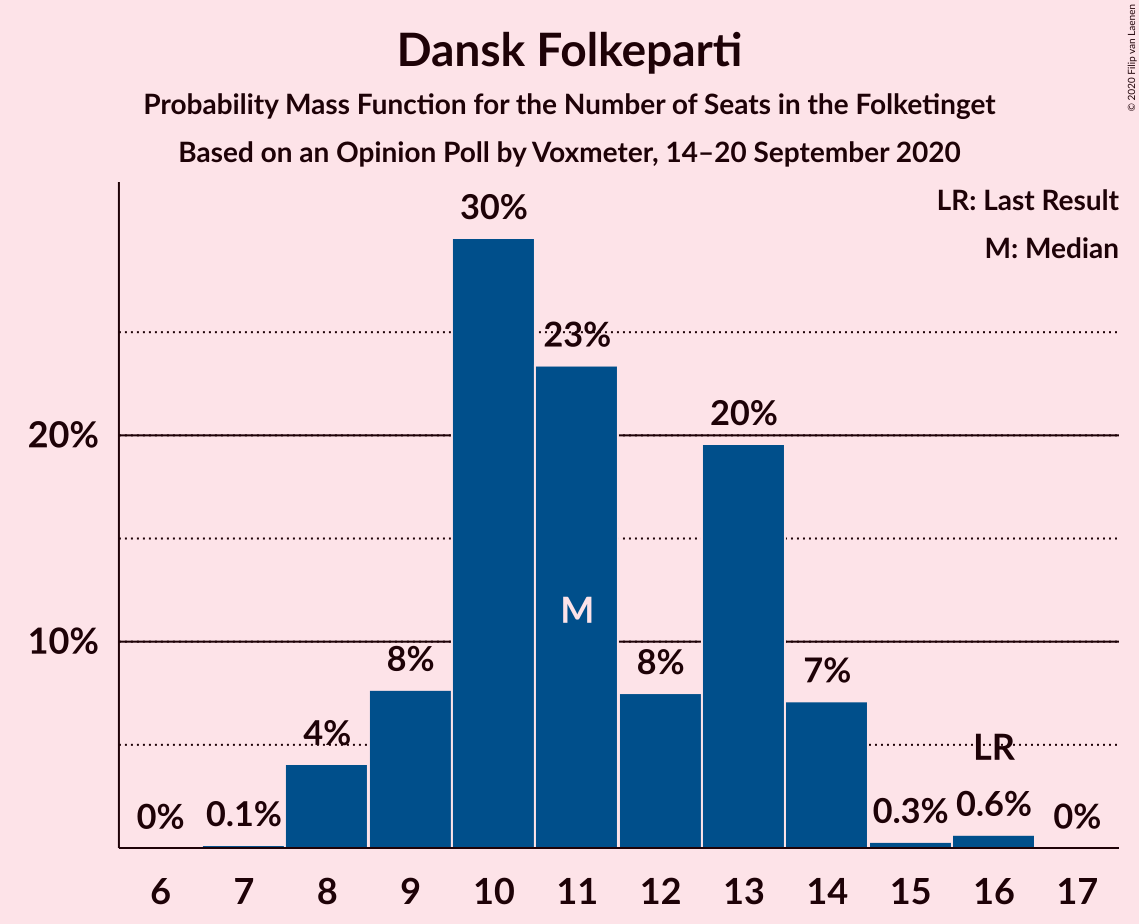 Dansk Folkeparti
Probability Mass Function for the Number of Seats in the Folketinget
Based on an Opinion Poll by Voxmeter, 14–20 September 2020
© 2020 Filip van Laenen
LR: Last Result
M: Median
30%
23%
20%
20%
10%
M
8%
8%
7%
4%
LR
0%
0.1%
0.3%
0.6%
0%
6 7 8 9 10 11 12 13 14 15 16 17